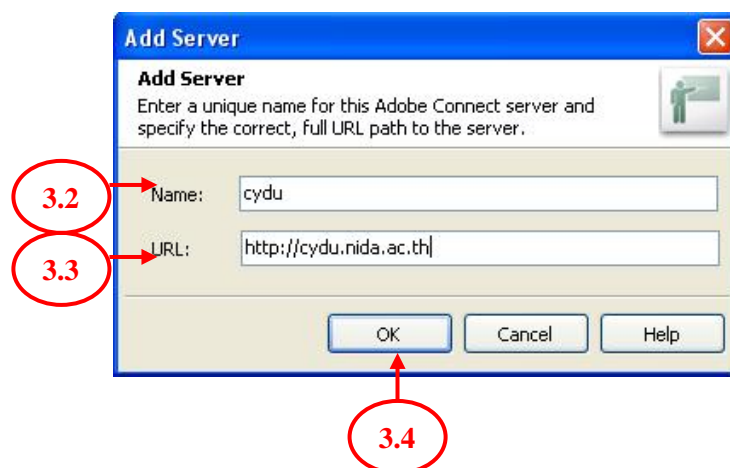 Add Server
Add Server
Enter a unique name for this Adobe Connect server and
specify the correct, full URL path to the server.
3.2
Name: cydu
3.3
URL: http://cydu.nida.ac.th
OK Cancel Help
3.4